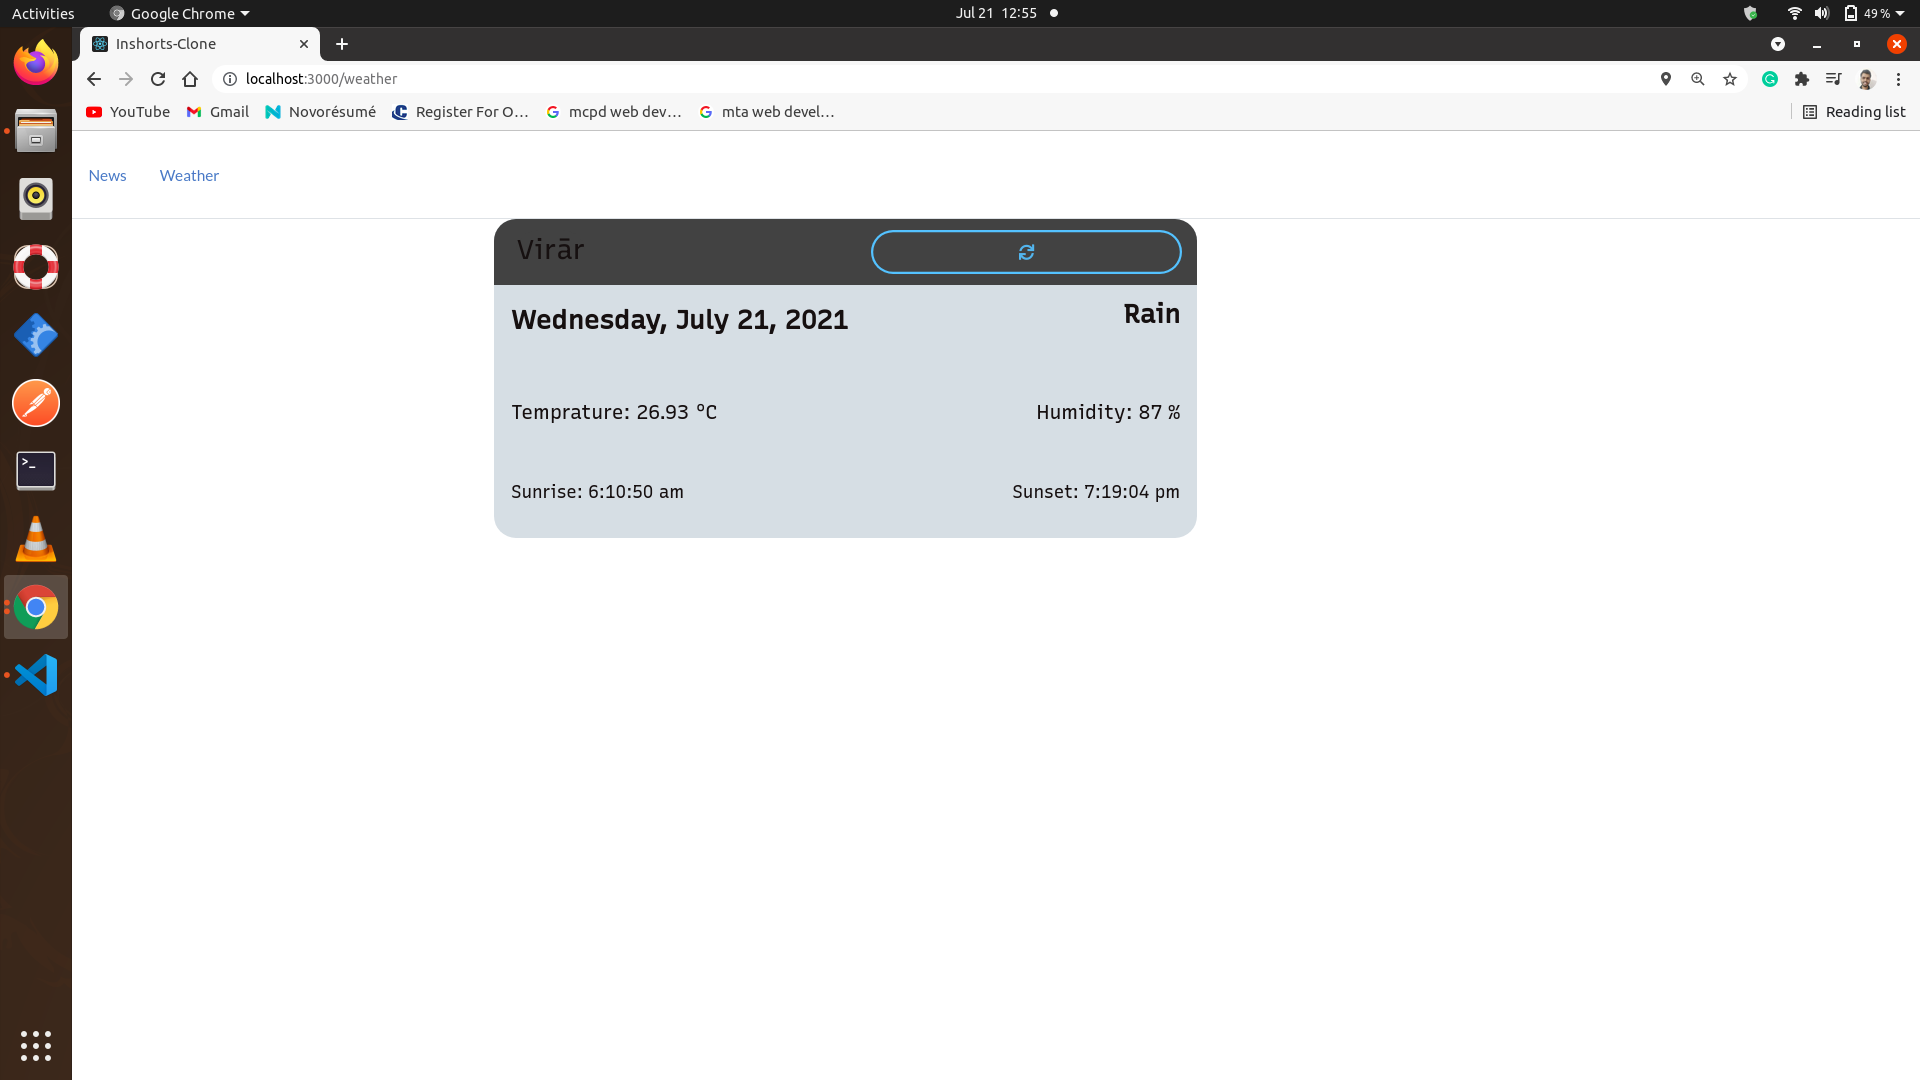 Activities
Google Chrome
Jul 21 12:55
49 %
Inshorts-Clone
localhost:3000/weather
YouTube
Gmail
Novorésumé
Register For O…
mcpd web dev…
mta web devel…
Reading list
News
Weather
Virār
Wednesday, July 21, 2021
Rain
Temprature: 26.93 °C
Humidity: 87 %
Sunrise: 6:10:50 am
Sunset: 7:19:04 pm